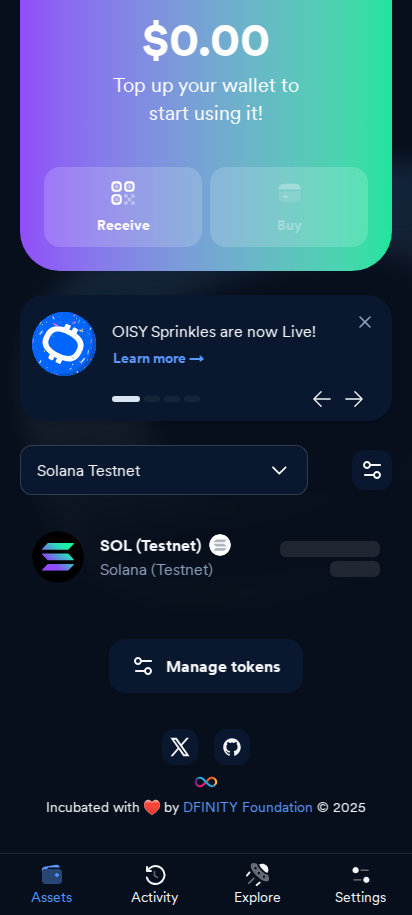 $0.00
Top up your wallet to
start using it!
Receive
Buy
OISY Sprinkles are now Live!
Learn more →
Solana Testnet
SOL (Testnet)
Solana (Testnet)
Manage tokens
Incubated with ❤️ by DFINITY Foundation © 2025
Assets
Activity
Explore
Settings